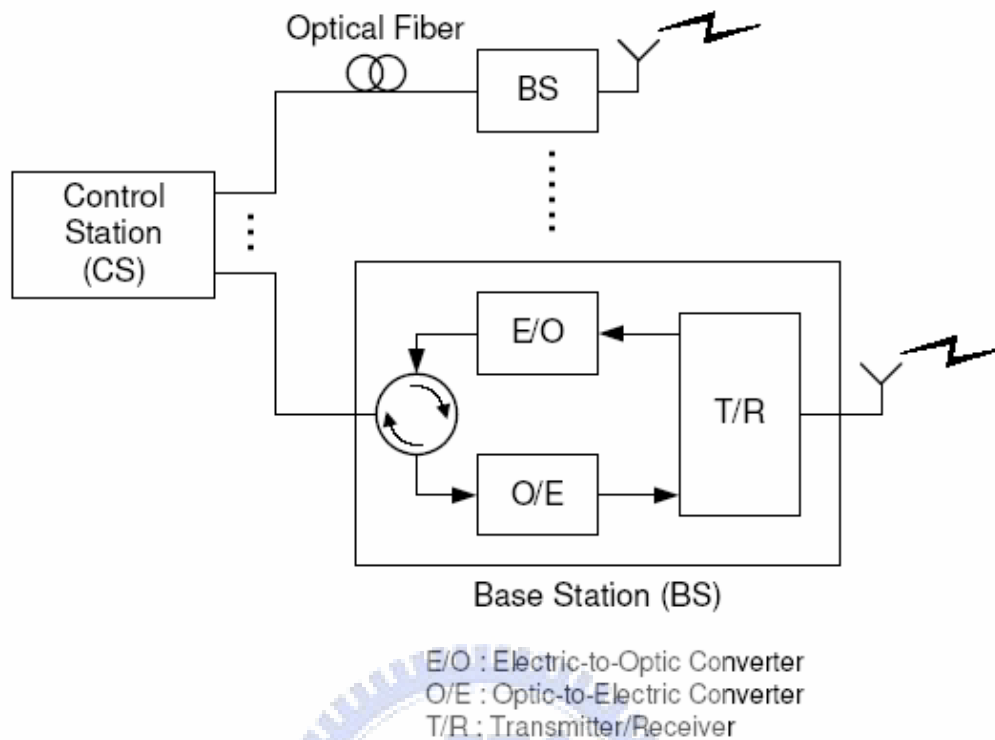 Optical Fiber
BS
Control
Station
(CS)
E/O
T/R
O/E
Base Station (BS)
E/O : Electric-to-Optic Converter
O/E : Optic-to-Electric Converter
T/R : Transmitter/Receiver